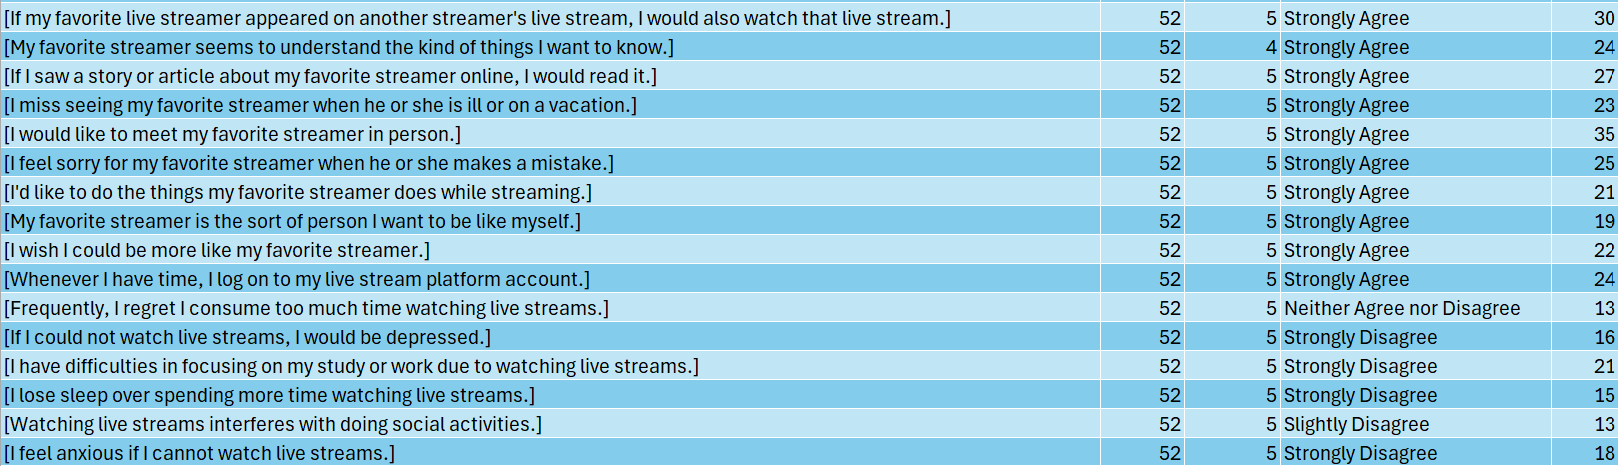 [If my favorite live streamer appeared on another streamer's live stream, I would also watch that live stream.] 52 5 Strongly Agree 30
[My favorite streamer seems to understand the kind of things I want to know.] 52 4 Strongly Agree 24
[If I saw a story or article about my favorite streamer online, I would read it.] 52 5 Strongly Agree 27
[I miss seeing my favorite streamer when he or she is ill or on a vacation.] 52 5 Strongly Agree 23
[I would like to meet my favorite streamer in person.] 52 5 Strongly Agree 35
[I feel sorry for my favorite streamer when he or she makes a mistake.] 52 5 Strongly Agree 25
[I'd like to do the things my favorite streamer does while streaming.] 52 5 Strongly Agree 21
[My favorite streamer is the sort of person I want to be like myself.] 52 5 Strongly Agree 19
[I wish I could be more like my favorite streamer.] 52 5 Strongly Agree 22
[Whenever I have time, I log on to my live stream platform account.] 52 5 Strongly Agree 24
[Frequently, I regret I consume too much time watching live streams.] 52 5 Neither Agree nor Disagree 13
[If I could not watch live streams, I would be depressed.] 52 5 Strongly Disagree 16
[I have difficulties in focusing on my study or work due to watching live streams.] 52 5 Strongly Disagree 21
[I lose sleep over spending more time watching live streams.] 52 5 Strongly Disagree 15
[Watching live streams interferes with doing social activities.] 52 5 Slightly Disagree 13
[I feel anxious if I cannot watch live streams.] 52 5 Strongly Disagree 18